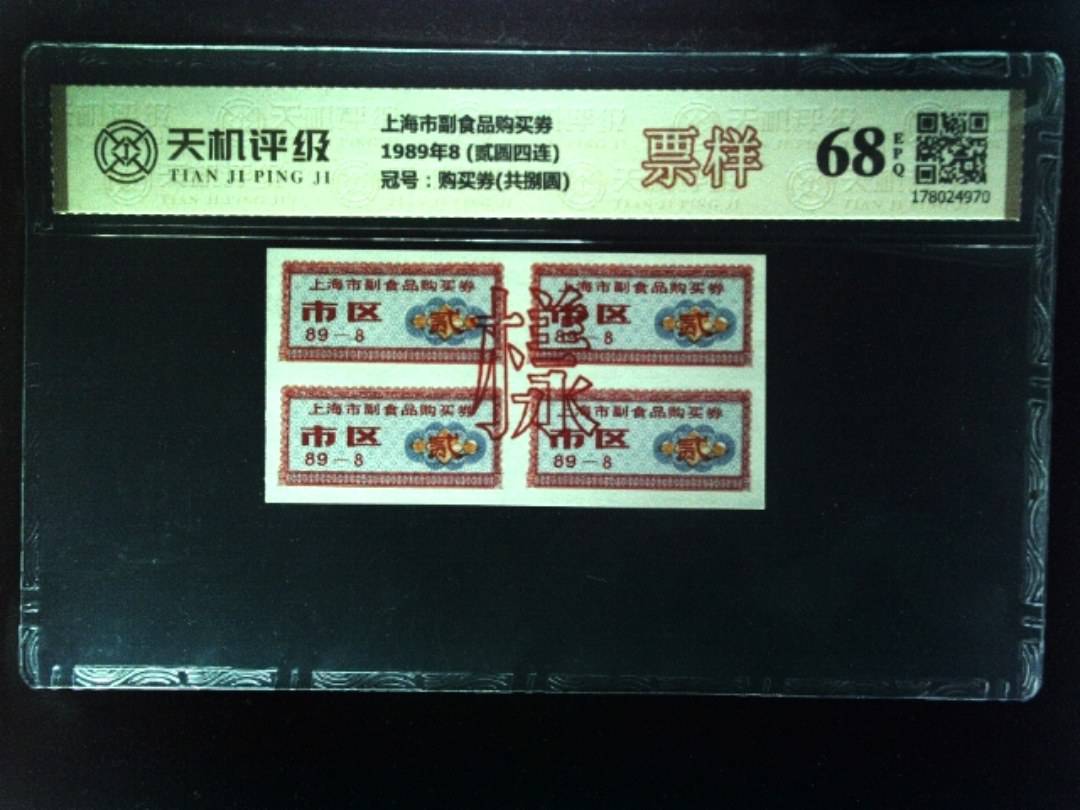 天机评级
TIAN JI PING JI
上海市副食品购买券
1989年8 (贰圆四连)
冠号：购买券(共捌圆)
票样
68
EPQ
178024970
上海市副食品购买券
市区
贰
89－8
上海市副食品购买券
市区
贰
89－8
上海市副食品购买券
市区
贰
89－8
上海市副食品购买券
市区
贰
89－8
樣